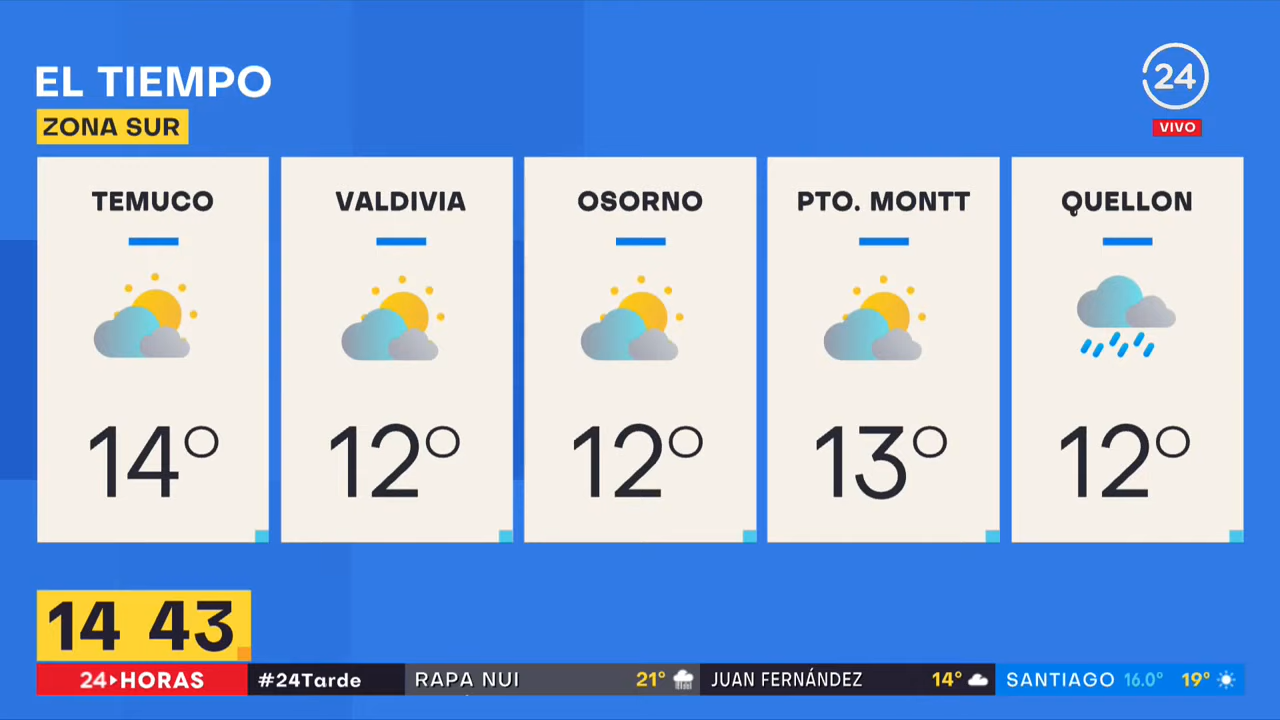 EL TIEMPO
24
ZONA SUR
VIVO
TEMUCO
VALDIVIA
OSORNO
PTO. MONTT
QUELLON
14°
12°
12°
13°
12°
14 43
24 HORAS
#24Tarde
RAPA NUI 21°
JUAN FERNÁNDEZ 14°
SANTIAGO 16.0° 19°